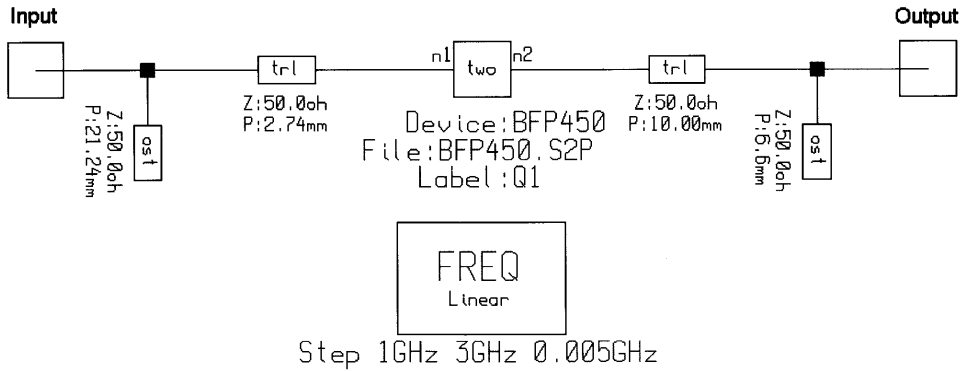 Input
Output
n1
two
n2
trl
trl
Z:50.0oh
P:2.74mm
Z:50.0oh
P:10.00mm
Device:BFP450
File:BFP450.S2P
Label:Q1
ost
Z:50.0oh
P:21.24mm
ost
Z:50.0oh
P:6.6mm
FREQ
Linear
Step 1GHz 3GHz 0.005GHz